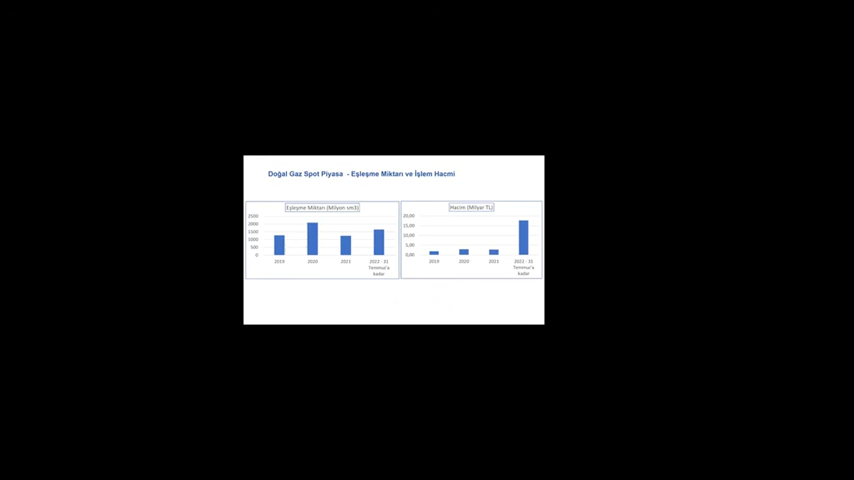 Doğal Gaz Spot Piyasa - Eşleşme Miktarı ve İşlem Hacmi
Eşleşme Miktarı (Milyon sm3)
2500
2000
1500
1000
500
0
2019
2020
2021
2022 - 31
Temmuz'a
kadar
Hacim (Milyar TL)
20,00
15,00
10,00
5,00
0,00
2019
2020
2021
2022 - 31
Temmuz'a
kadar